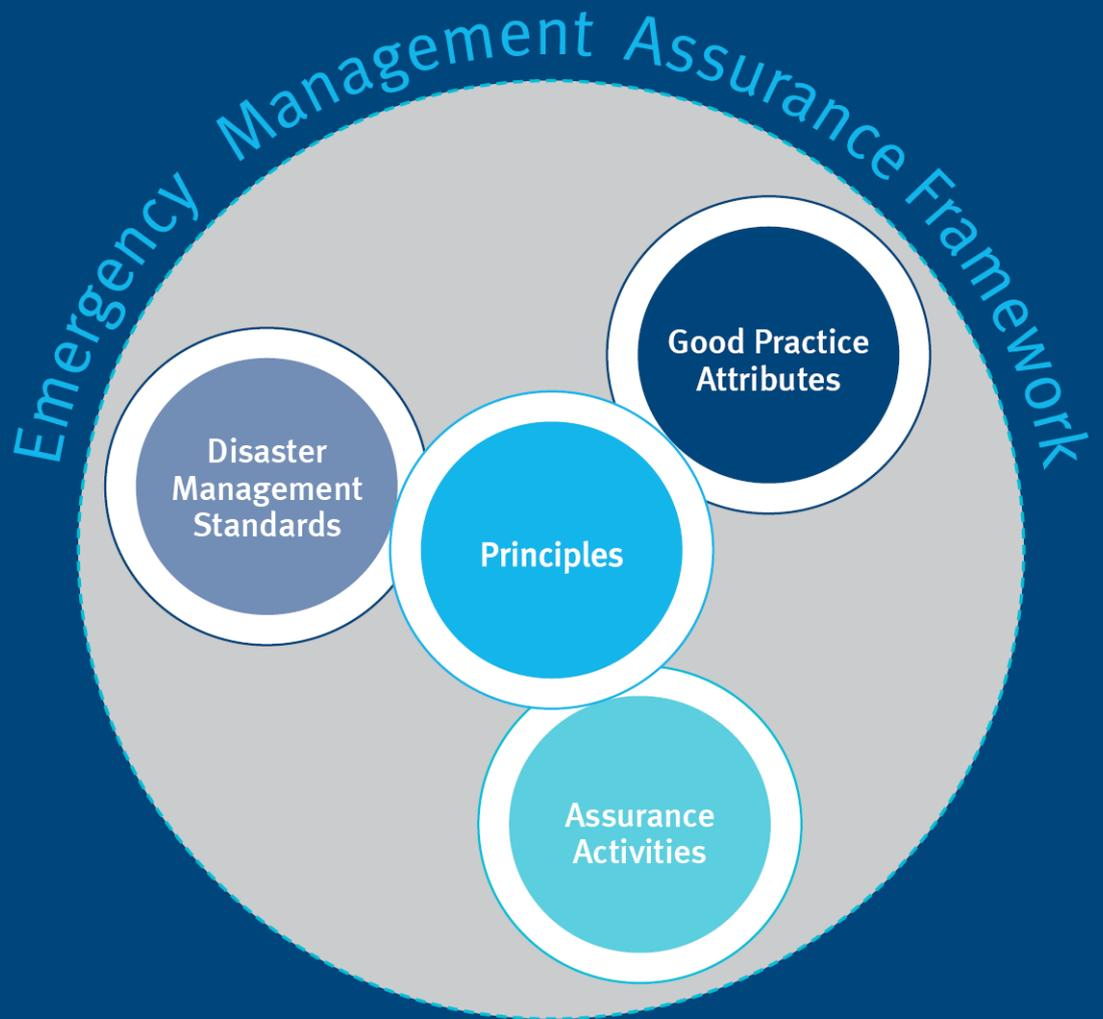 Emergency Management Assurance Framework
Good Practice
Attributes
Disaster
Management
Standards
Principles
Assurance
Activities